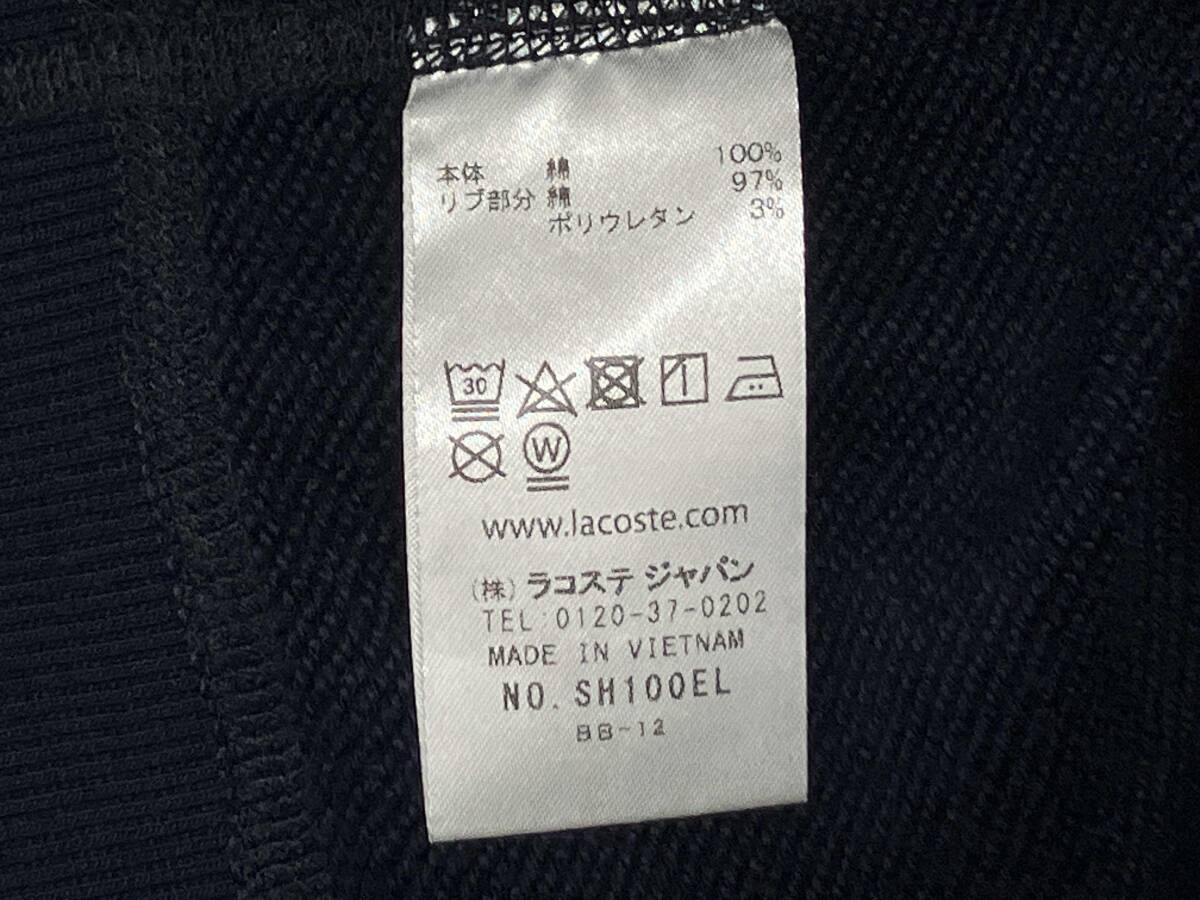 本体 綿 100%
リブ部分 綿 97%
ポリウレタン 3%
30
W
www.lacoste.com
(株) ラコステ ジャパン
TEL:0120-37-0202
MADE IN VIETNAM
NO. SH100EL
BB-12